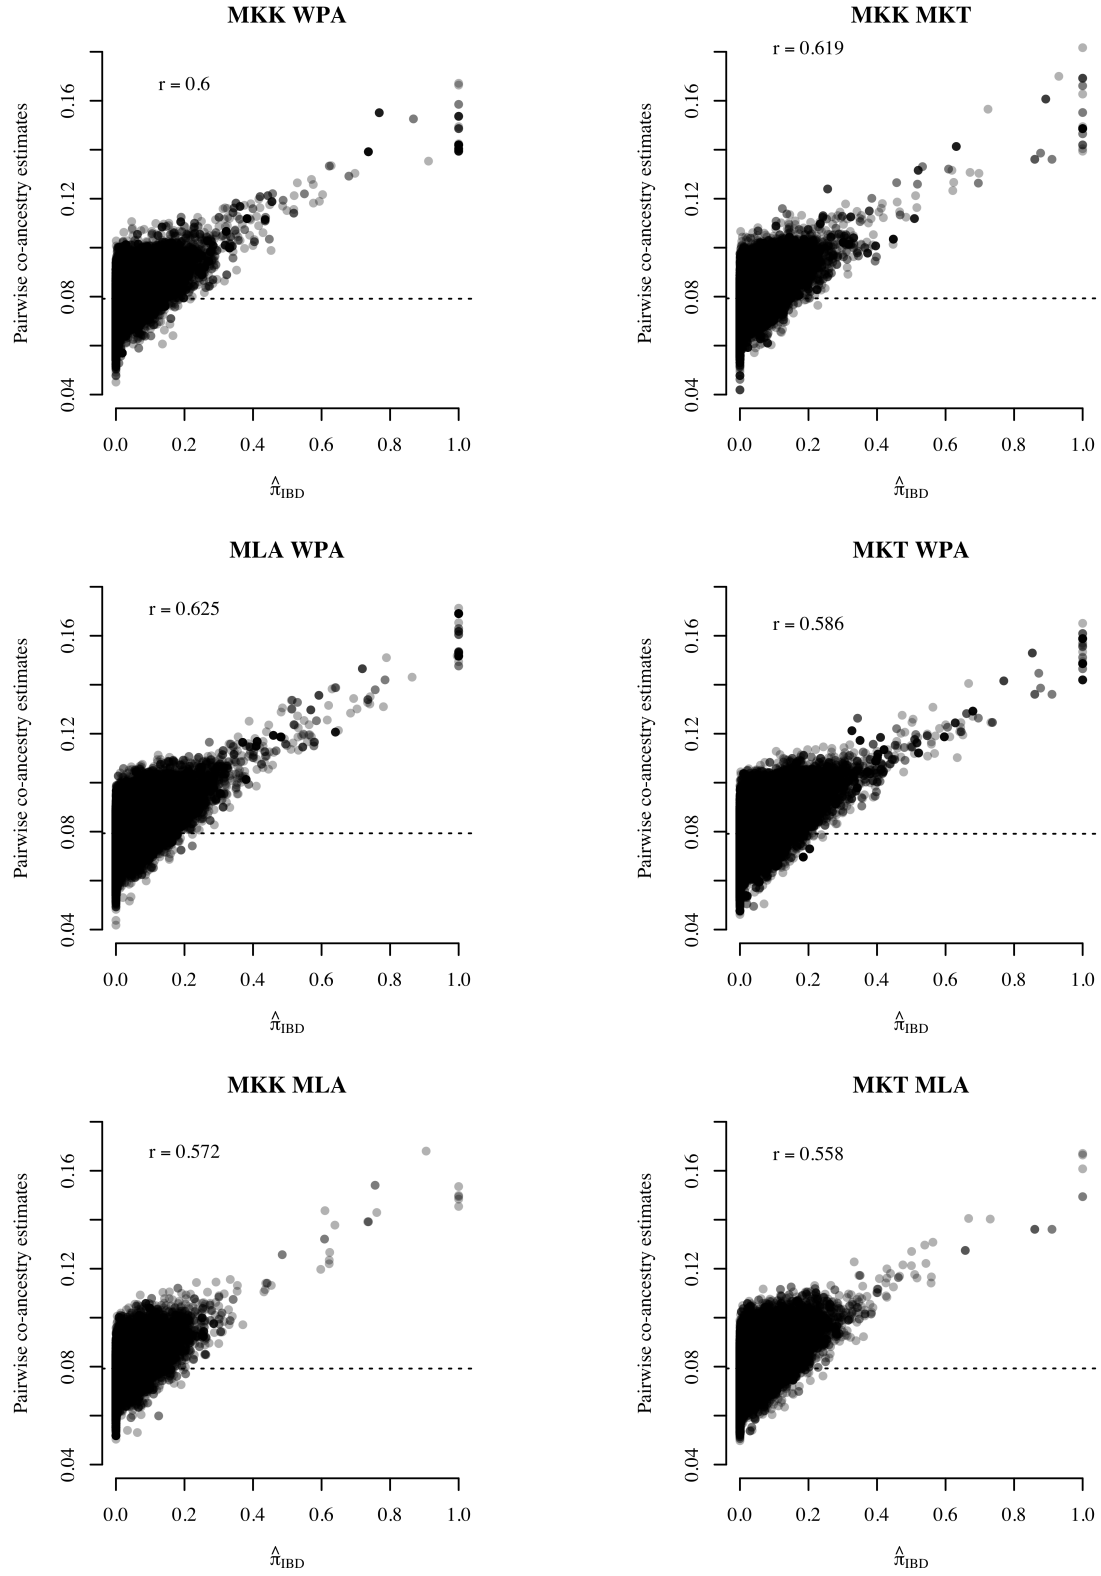 MKK WPA
r = 0.6
Pairwise co-ancestry estimates
0.04 0.08 0.12 0.16
0.0 0.2 0.4 0.6 0.8 1.0
π̂IBD
MKK MKT
r = 0.619
Pairwise co-ancestry estimates
0.04 0.08 0.12 0.16
0.0 0.2 0.4 0.6 0.8 1.0
π̂IBD
MLA WPA
r = 0.625
Pairwise co-ancestry estimates
0.04 0.08 0.12 0.16
0.0 0.2 0.4 0.6 0.8 1.0
π̂IBD
MKT WPA
r = 0.586
Pairwise co-ancestry estimates
0.04 0.08 0.12 0.16
0.0 0.2 0.4 0.6 0.8 1.0
π̂IBD
MKK MLA
r = 0.572
Pairwise co-ancestry estimates
0.04 0.08 0.12 0.16
0.0 0.2 0.4 0.6 0.8 1.0
π̂IBD
MKT MLA
r = 0.558
Pairwise co-ancestry estimates
0.04 0.08 0.12 0.16
0.0 0.2 0.4 0.6 0.8 1.0
π̂IBD